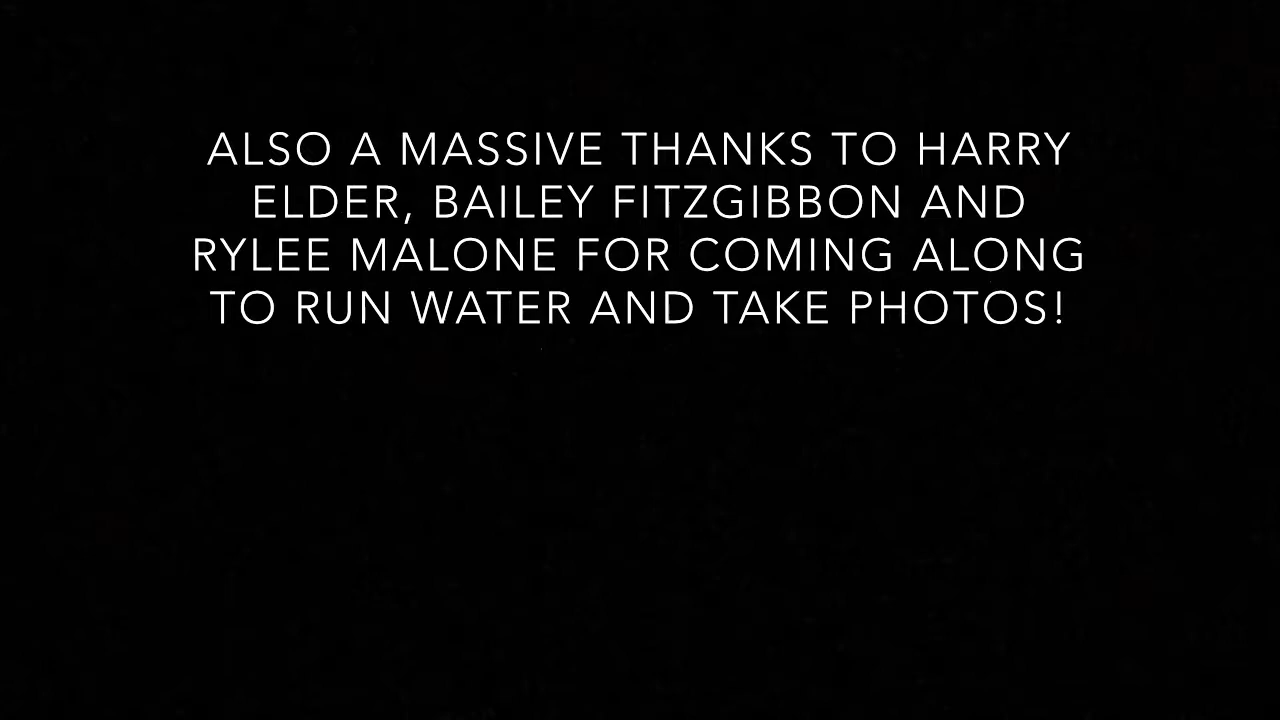 ALSO A MASSIVE THANKS TO HARRY
ELDER, BAILEY FITZGIBBON AND
RYLEE MALONE FOR COMING ALONG
TO RUN WATER AND TAKE PHOTOS!